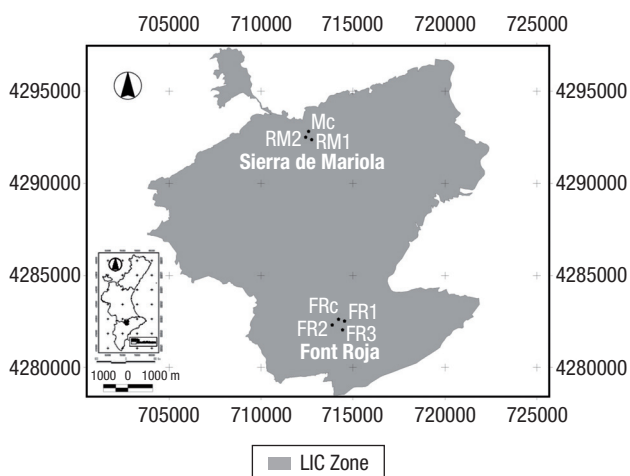 705000 710000 715000 720000 725000
4295000 4295000
Mc
RM2 RM1
Sierra de Mariola
4290000 4290000
4285000 4285000
FRc FR1
FR2 FR3
Font Roja
4280000 4280000
1000 0 1000 m
705000 710000 715000 720000 725000
LIC Zone